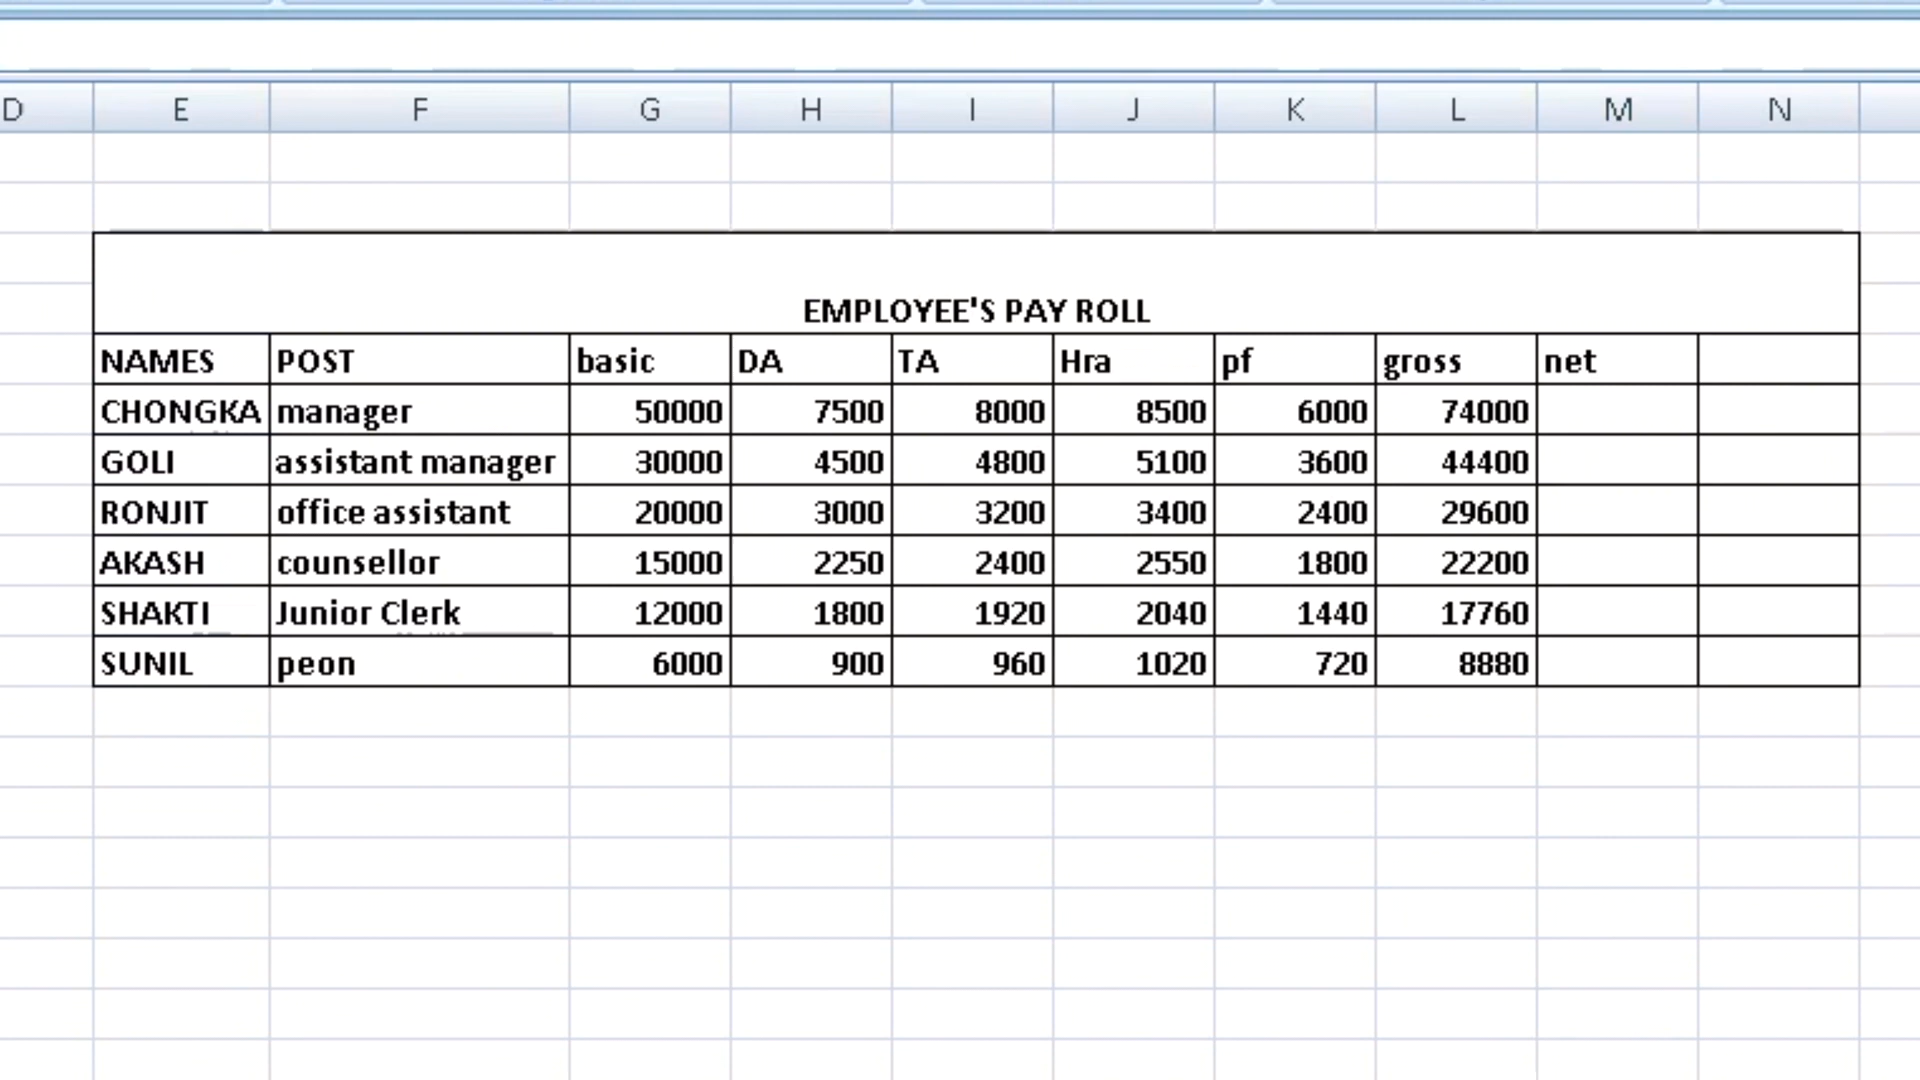 D E F G H I J K L M N
EMPLOYEE'S PAY ROLL
NAMES POST basic DA TA Hra pf gross net
CHONGKA manager 50000 7500 8000 8500 6000 74000
GOLI assistant manager 30000 4500 4800 5100 3600 44400
RONJIT office assistant 20000 3000 3200 3400 2400 29600
AKASH counsellor 15000 2250 2400 2550 1800 22200
SHAKTI Junior Clerk 12000 1800 1920 2040 1440 17760
SUNIL peon 6000 900 960 1020 720 8880